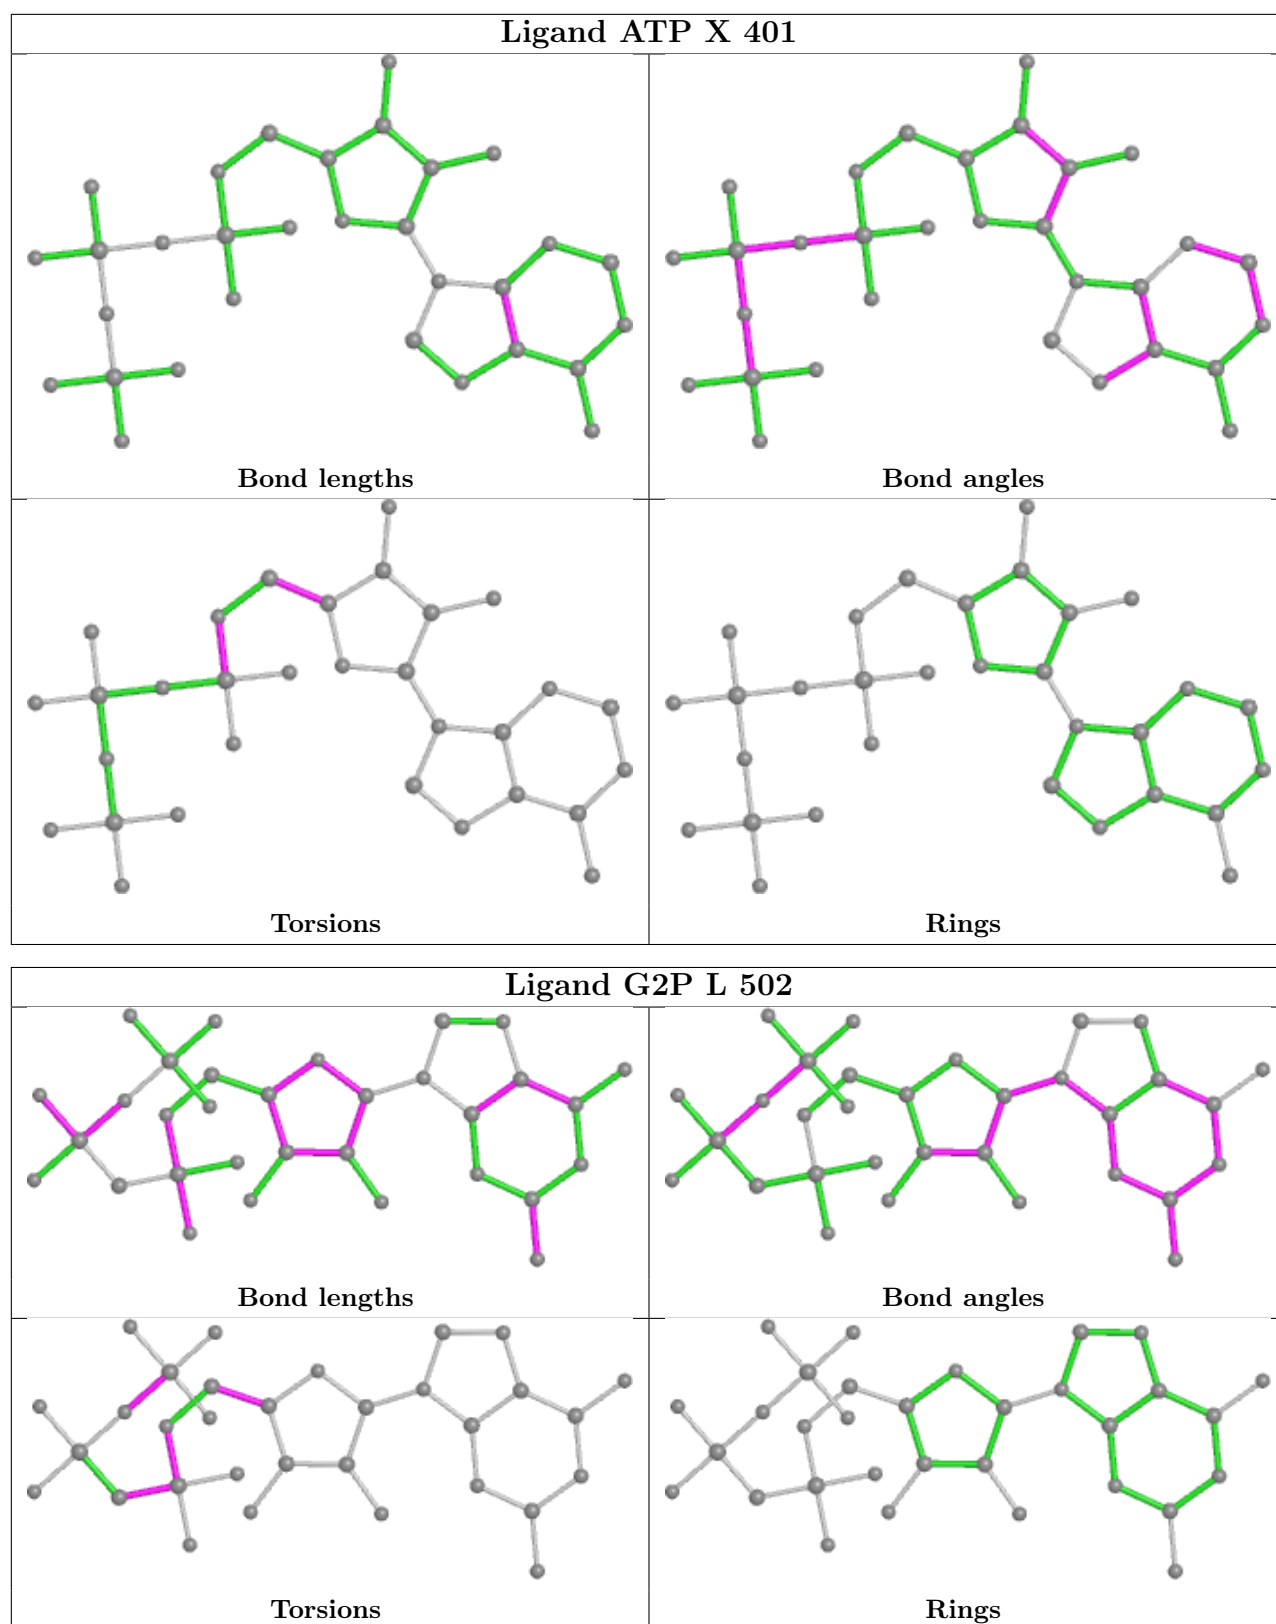 Ligand ATP X 401
Bond lengths
Bond angles
Torsions
Rings
Ligand G2P L 502
Bond lengths
Bond angles
Torsions
Rings